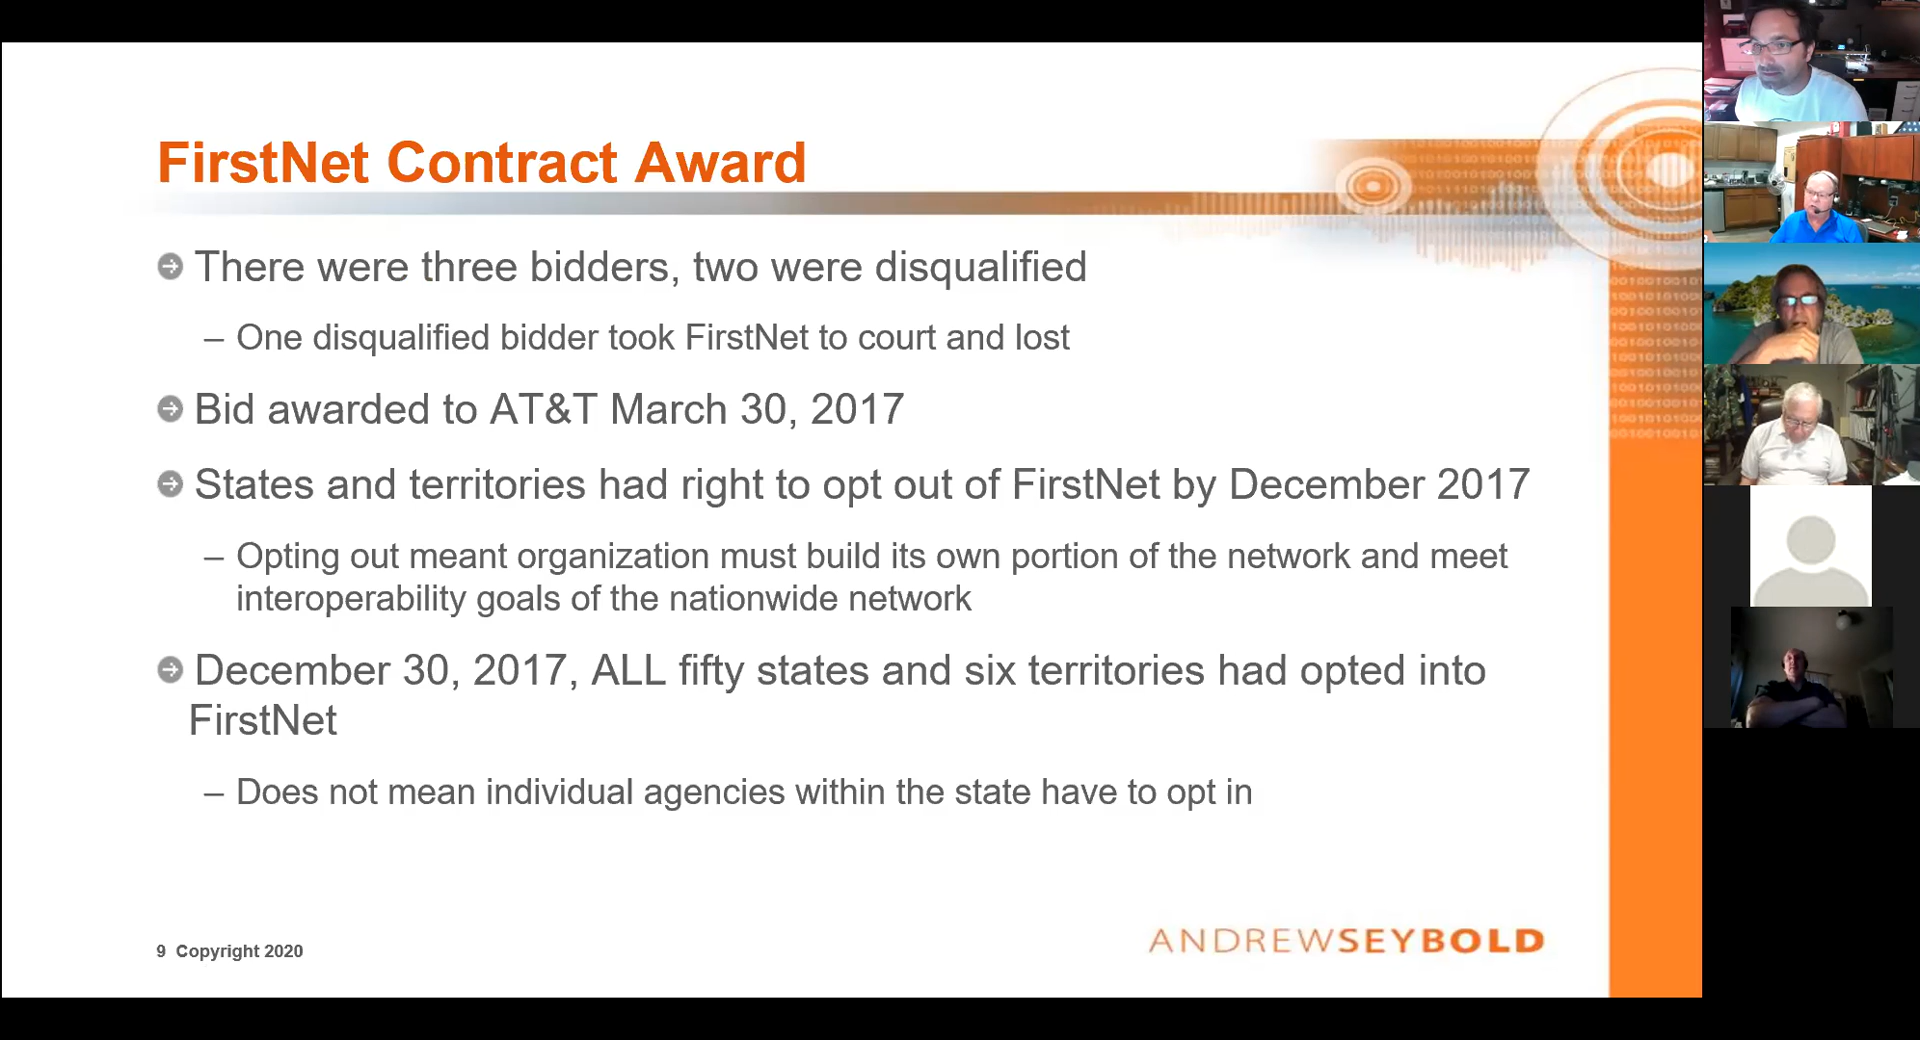 FirstNet Contract Award
There were three bidders, two were disqualified
– One disqualified bidder took FirstNet to court and lost
Bid awarded to AT&T March 30, 2017
States and territories had right to opt out of FirstNet by December 2017
– Opting out meant organization must build its own portion of the network and meet
interoperability goals of the nationwide network
December 30, 2017, ALL fifty states and six territories had opted into
FirstNet
– Does not mean individual agencies within the state have to opt in
9 Copyright 2020
ANDREWSEYBOLD